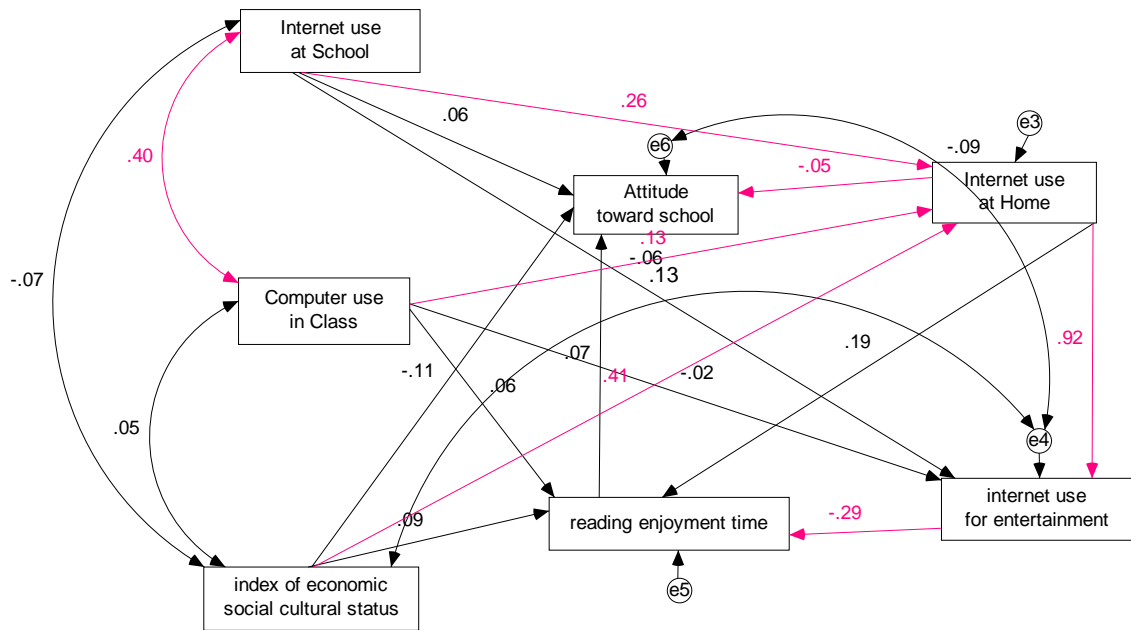 Internet use
at School
.26
.06
e3
e6
-.09
.40
-.05
Attitude
toward school
Internet use
at Home
.13
-.06
.13
-.07
Computer use
in Class
.19
.92
.07
-.02
-.11
.06
.41
.05
e4
internet use
for entertainment
.09
reading enjoyment time
-.29
index of economic
social cultural status
e5